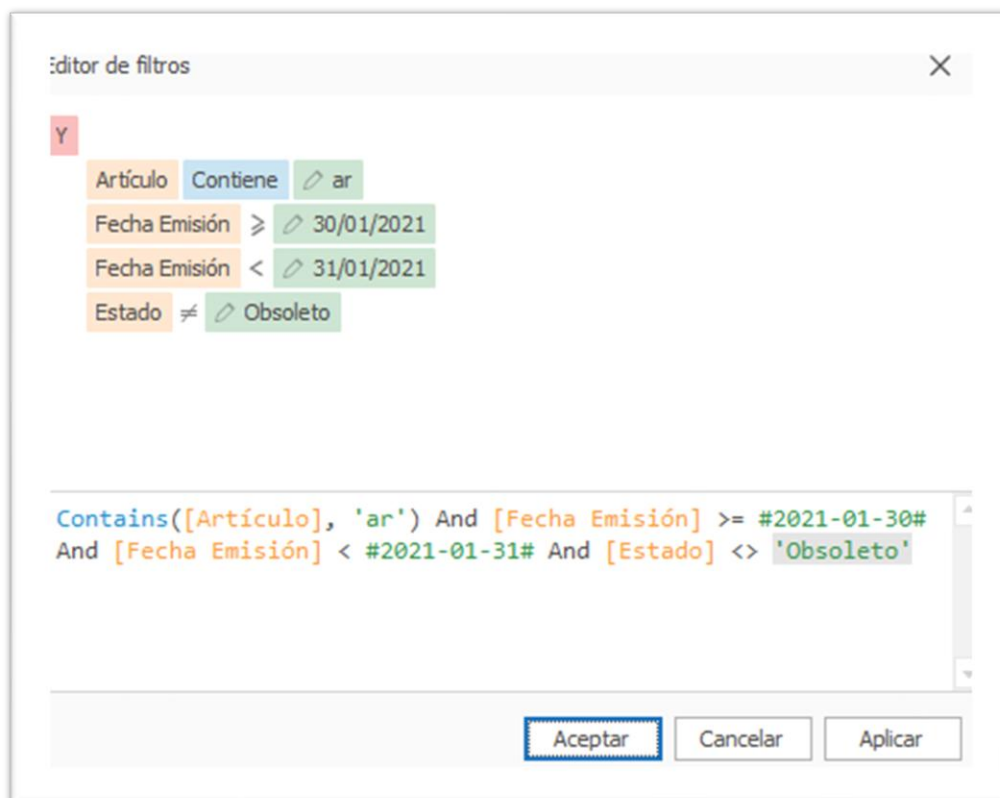 Editor de filtros
Y
Artículo Contiene ar
Fecha Emisión ≥ 30/01/2021
Fecha Emisión < 31/01/2021
Estado ≠ Obsoleto
Contains([Artículo], 'ar') And [Fecha Emisión] >= #2021-01-30#
And [Fecha Emisión] < #2021-01-31# And [Estado] <> 'Obsoleto'
Aceptar Cancelar Aplicar